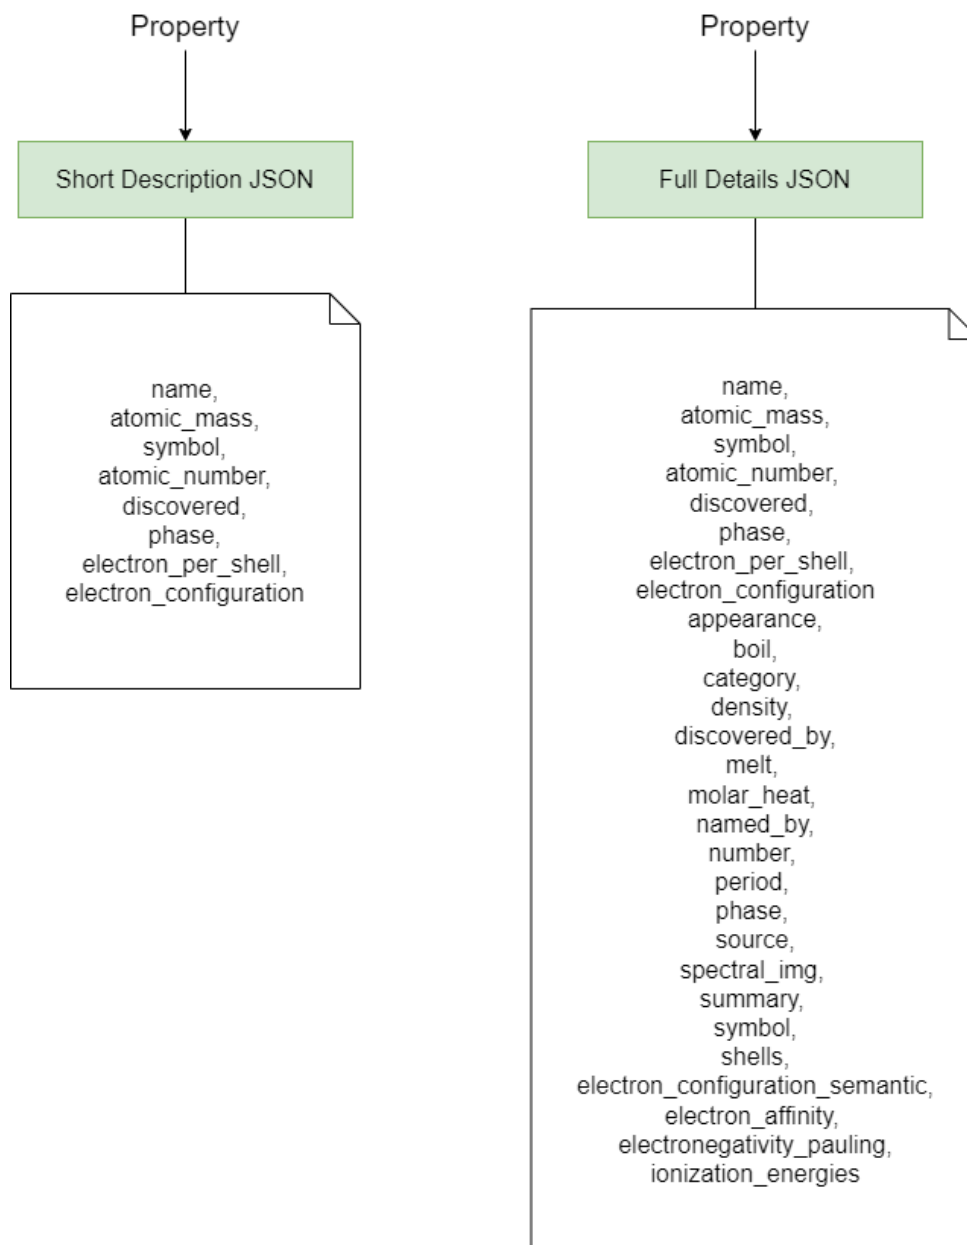 Property
Short Description JSON
name,
atomic_mass,
symbol,
atomic_number,
discovered,
phase,
electron_per_shell,
electron_configuration
Property
Full Details JSON
name,
atomic_mass,
symbol,
atomic_number,
discovered,
phase,
electron_per_shell,
electron_configuration
appearance,
boil,
category,
density,
discovered_by,
melt,
molar_heat,
named_by,
number,
period,
phase,
source,
spectral_img,
summary,
symbol,
shells,
electron_configuration_semantic,
electron_affinity,
electronegativity_pauling,
ionization_energies